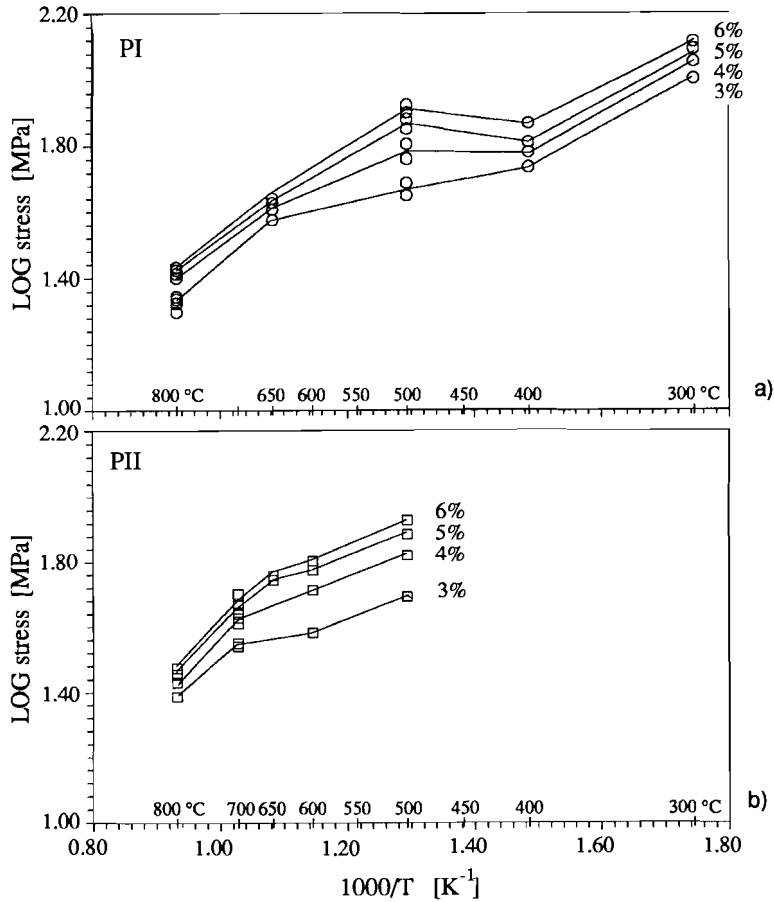 2.20
PI
6%
5%
4%
3%
1.80
LOG stress [MPa]
1.40
800 °C 650 600 550 500 450 400 300 °C
1.00
a)
2.20
PII
6%
5%
4%
3%
1.80
LOG stress [MPa]
1.40
800 °C 700 650 600 550 500 450 400 300 °C
1.00
b)
0.80 1.00 1.20 1.40 1.60 1.80
1000/T [K⁻¹]